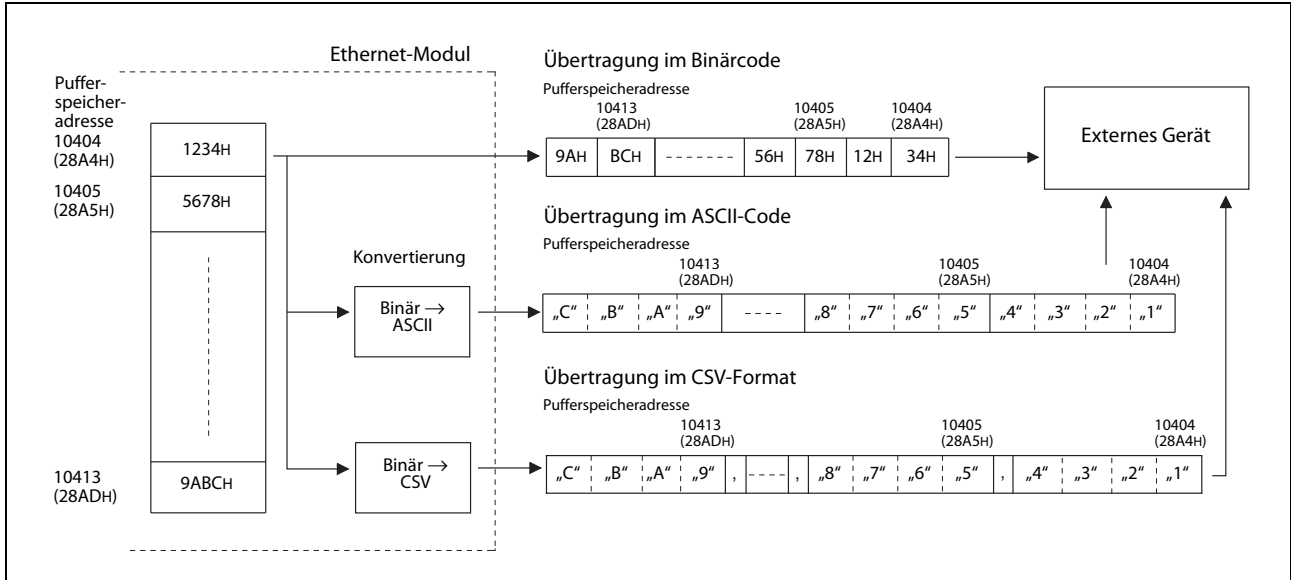 Ethernet-Modul
Puffer-
speicher-
adresse
10404
(28A4H)
1234H
10405
(28A5H)
5678H
10413
(28ADH)
9ABCH
Konvertierung
Binär →
ASCII
Binär →
CSV
Übertragung im Binärcode
Pufferspeicheradresse
10413 10405 10404
(28ADH) (28A5H) (28A4H)
9AH BCH ------- 56H 78H 12H 34H
Externes Gerät
Übertragung im ASCII-Code
Pufferspeicheradresse
10413 10405 10404
(28ADH) (28A5H) (28A4H)
„C“ „B“ „A“ „9“ ---- „8“ „7“ „6“ „5“ „4“ „3“ „2“ „1“
Übertragung im CSV-Format
Pufferspeicheradresse
10413 10405 10404
(28ADH) (28A5H) (28A4H)
„C“ „B“ „A“ „9“ , ---- , „8“ „7“ „6“ „5“ , „4“ „3“ „2“ „1“